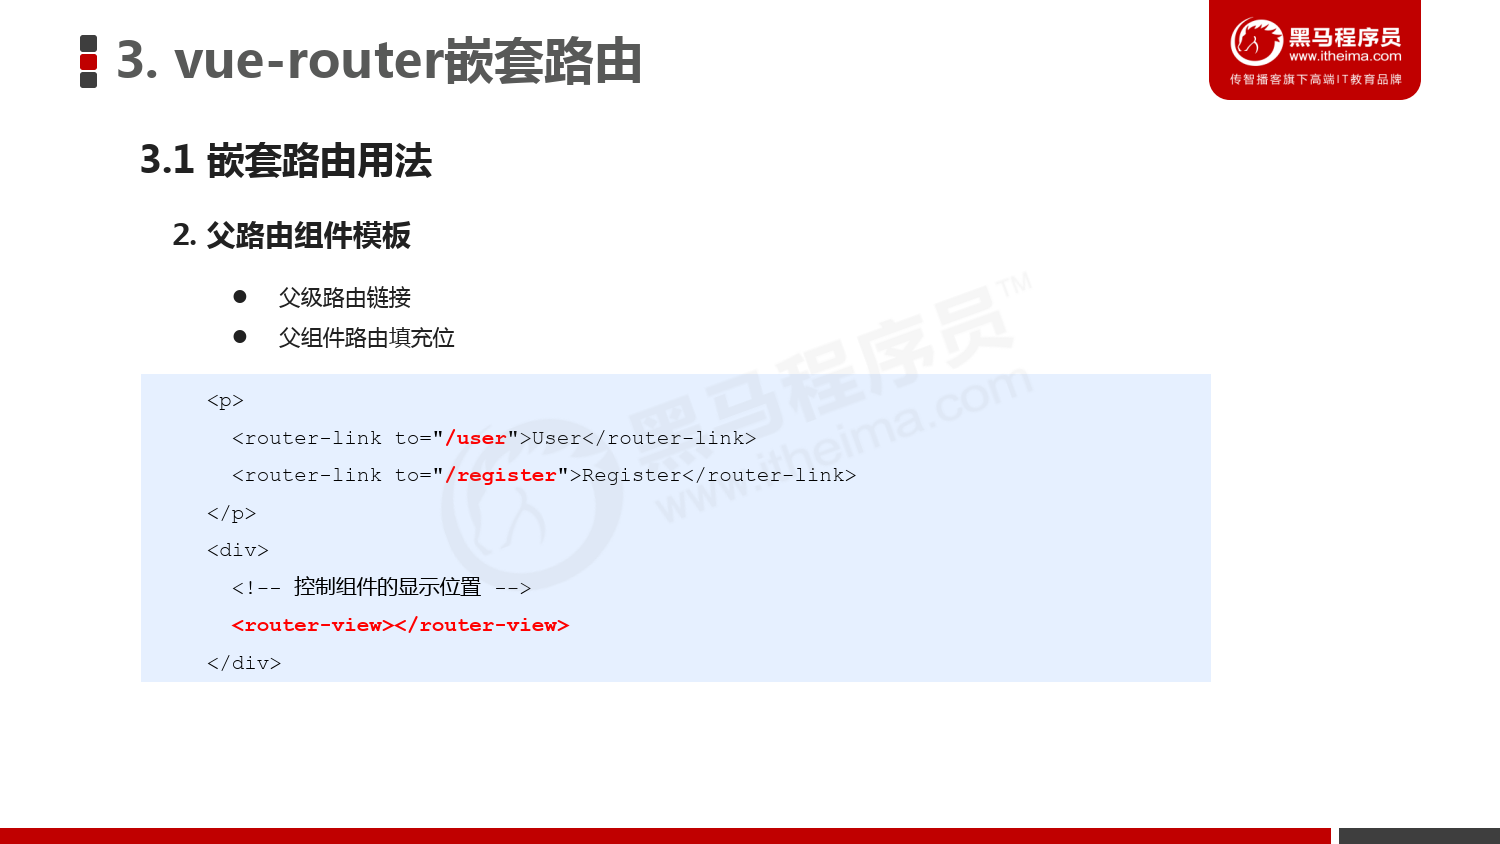 3. vue-router嵌套路由
黑马程序员
www.itheima.com
传智播客旗下高端IT教育品牌
3.1 嵌套路由用法
2. 父路由组件模板
● 父级路由链接
● 父组件路由填充位
黑马程序员™
www.itheima.com
<p>
  <router-link to="/user">User</router-link>
  <router-link to="/register">Register</router-link>
</p>
<div>
  <!-- 控制组件的显示位置 -->
  <router-view></router-view>
</div>